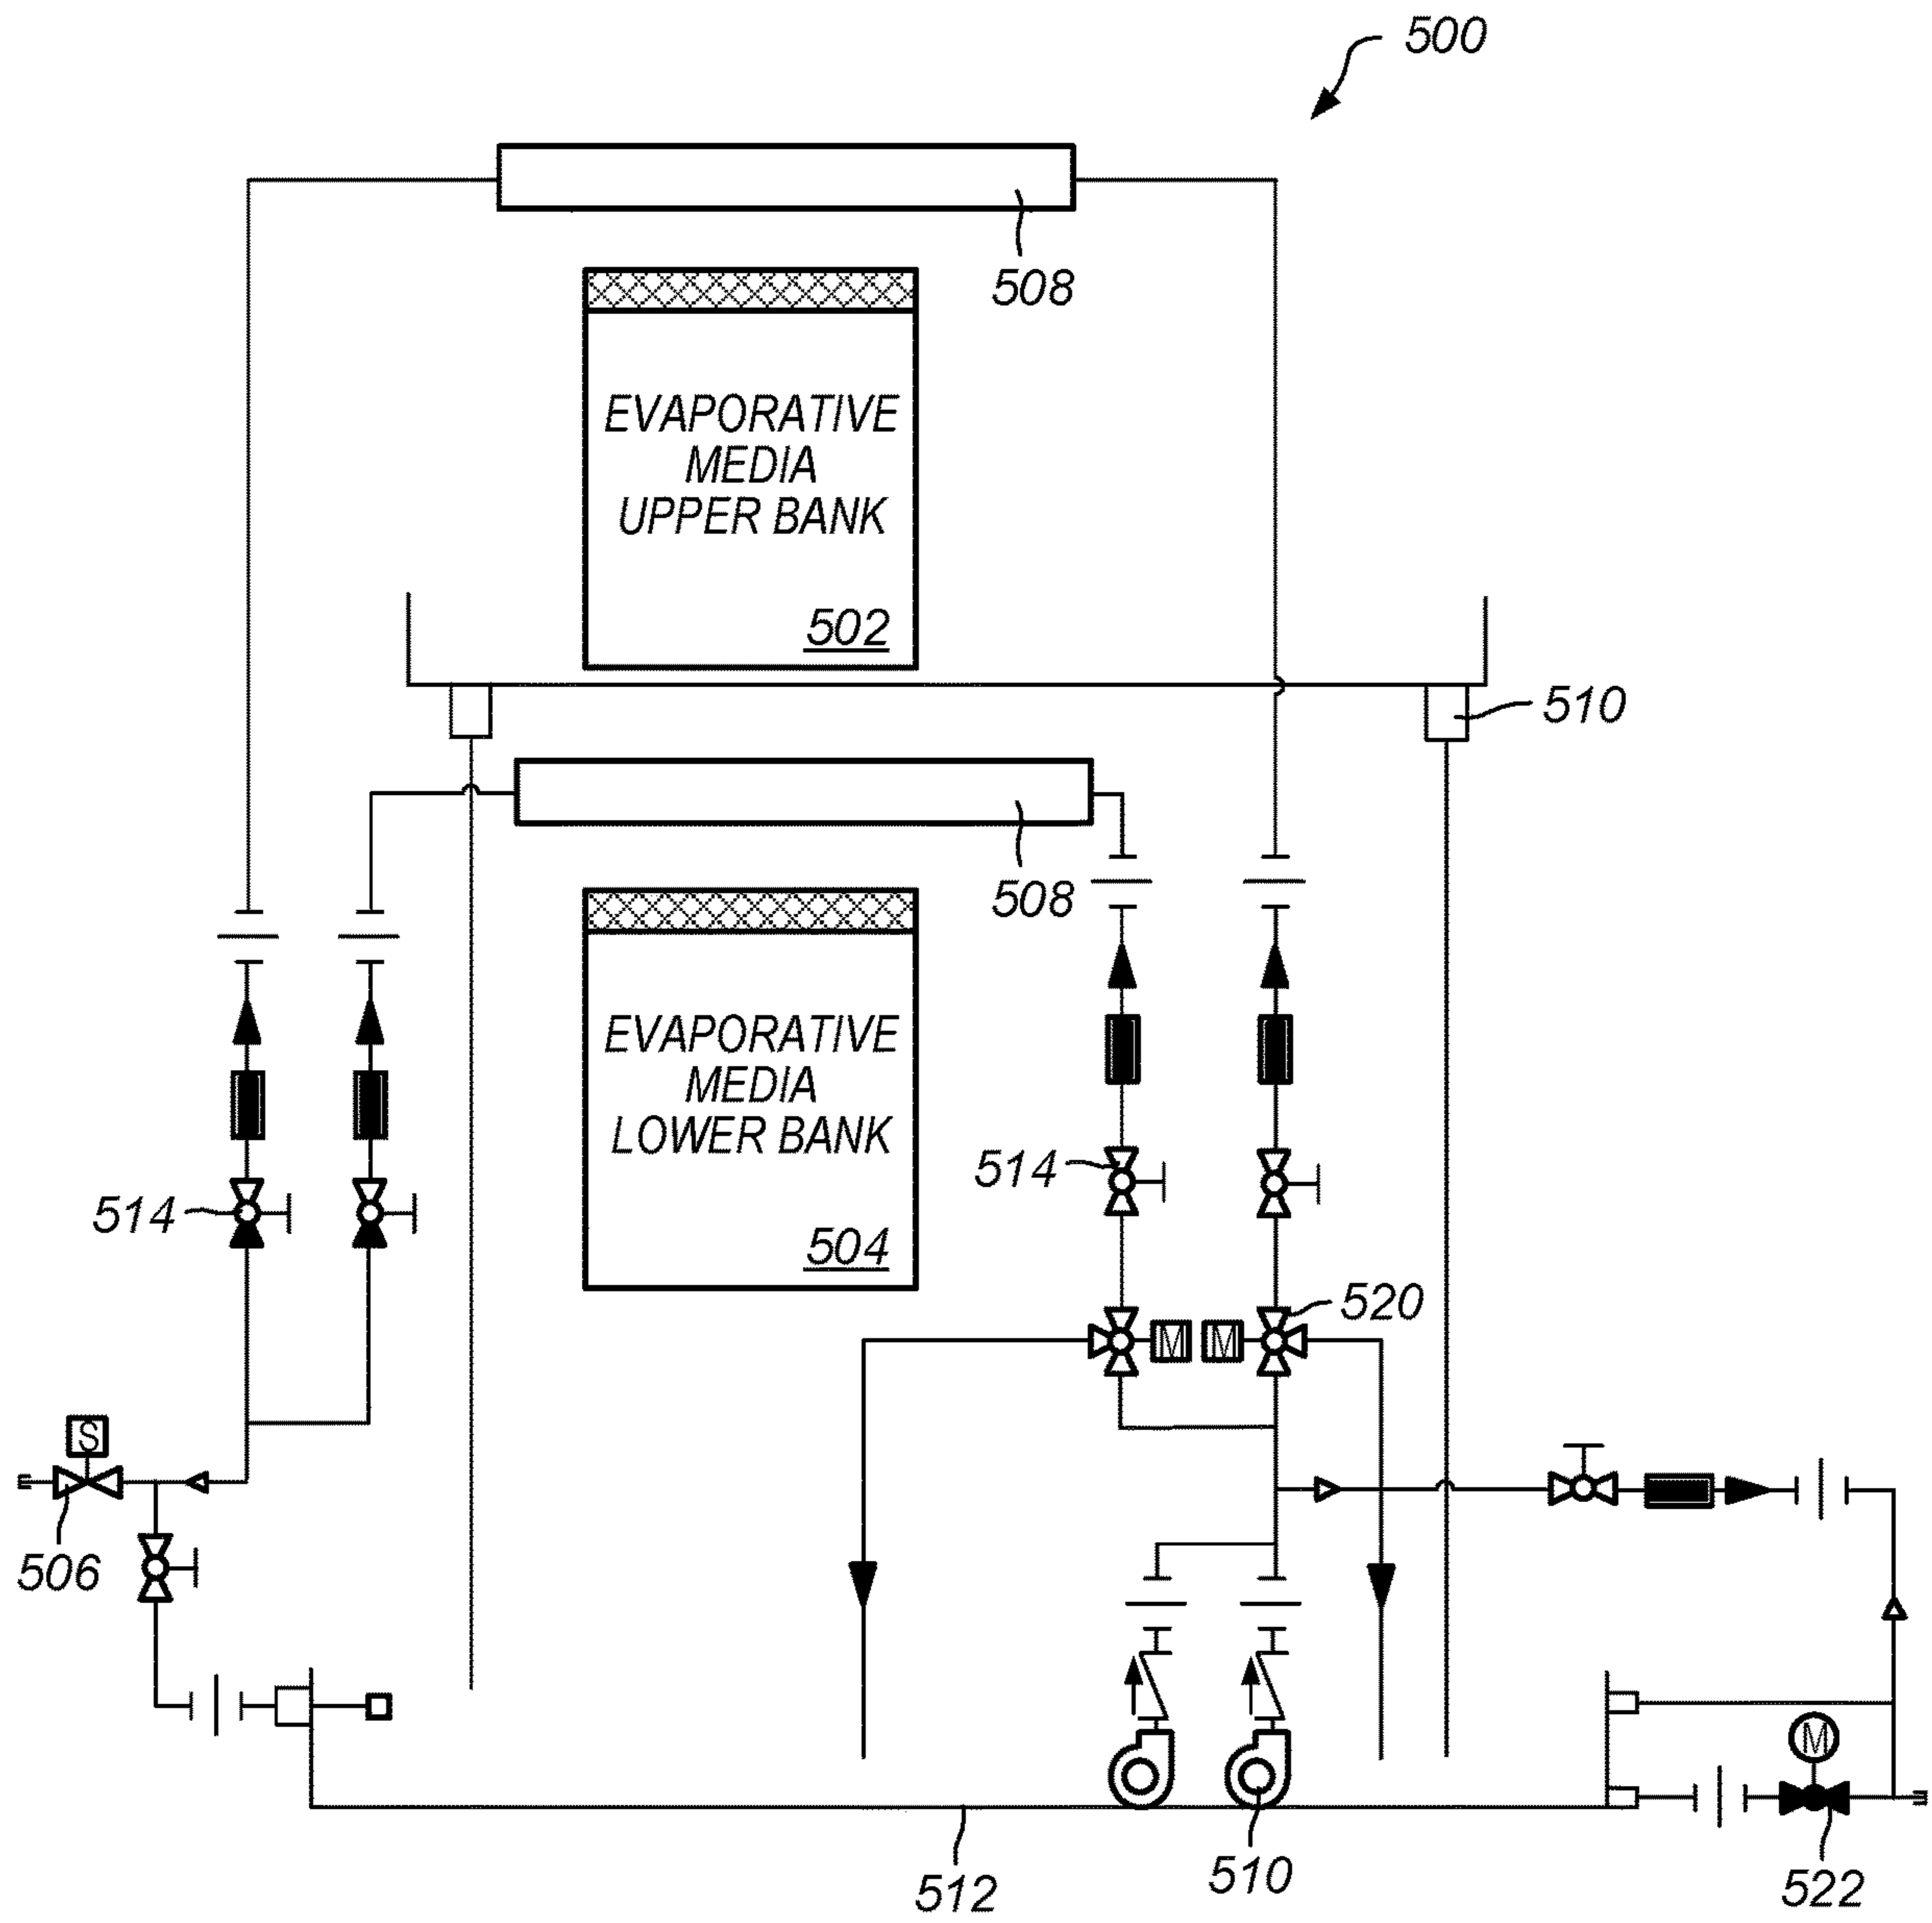 500
508
EVAPORATIVE
MEDIA
UPPER BANK
502
510
508
EVAPORATIVE
MEDIA
LOWER BANK
504
514
514
520
M
M
S
506
M
512
510
522